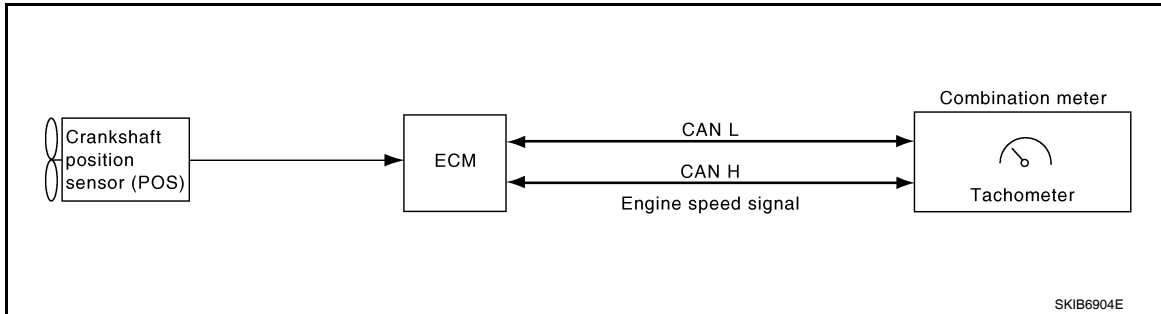 Combination meter
Crankshaft
position
sensor (POS)
ECM
CAN L
CAN H
Engine speed signal
Tachometer
SKIB6904E